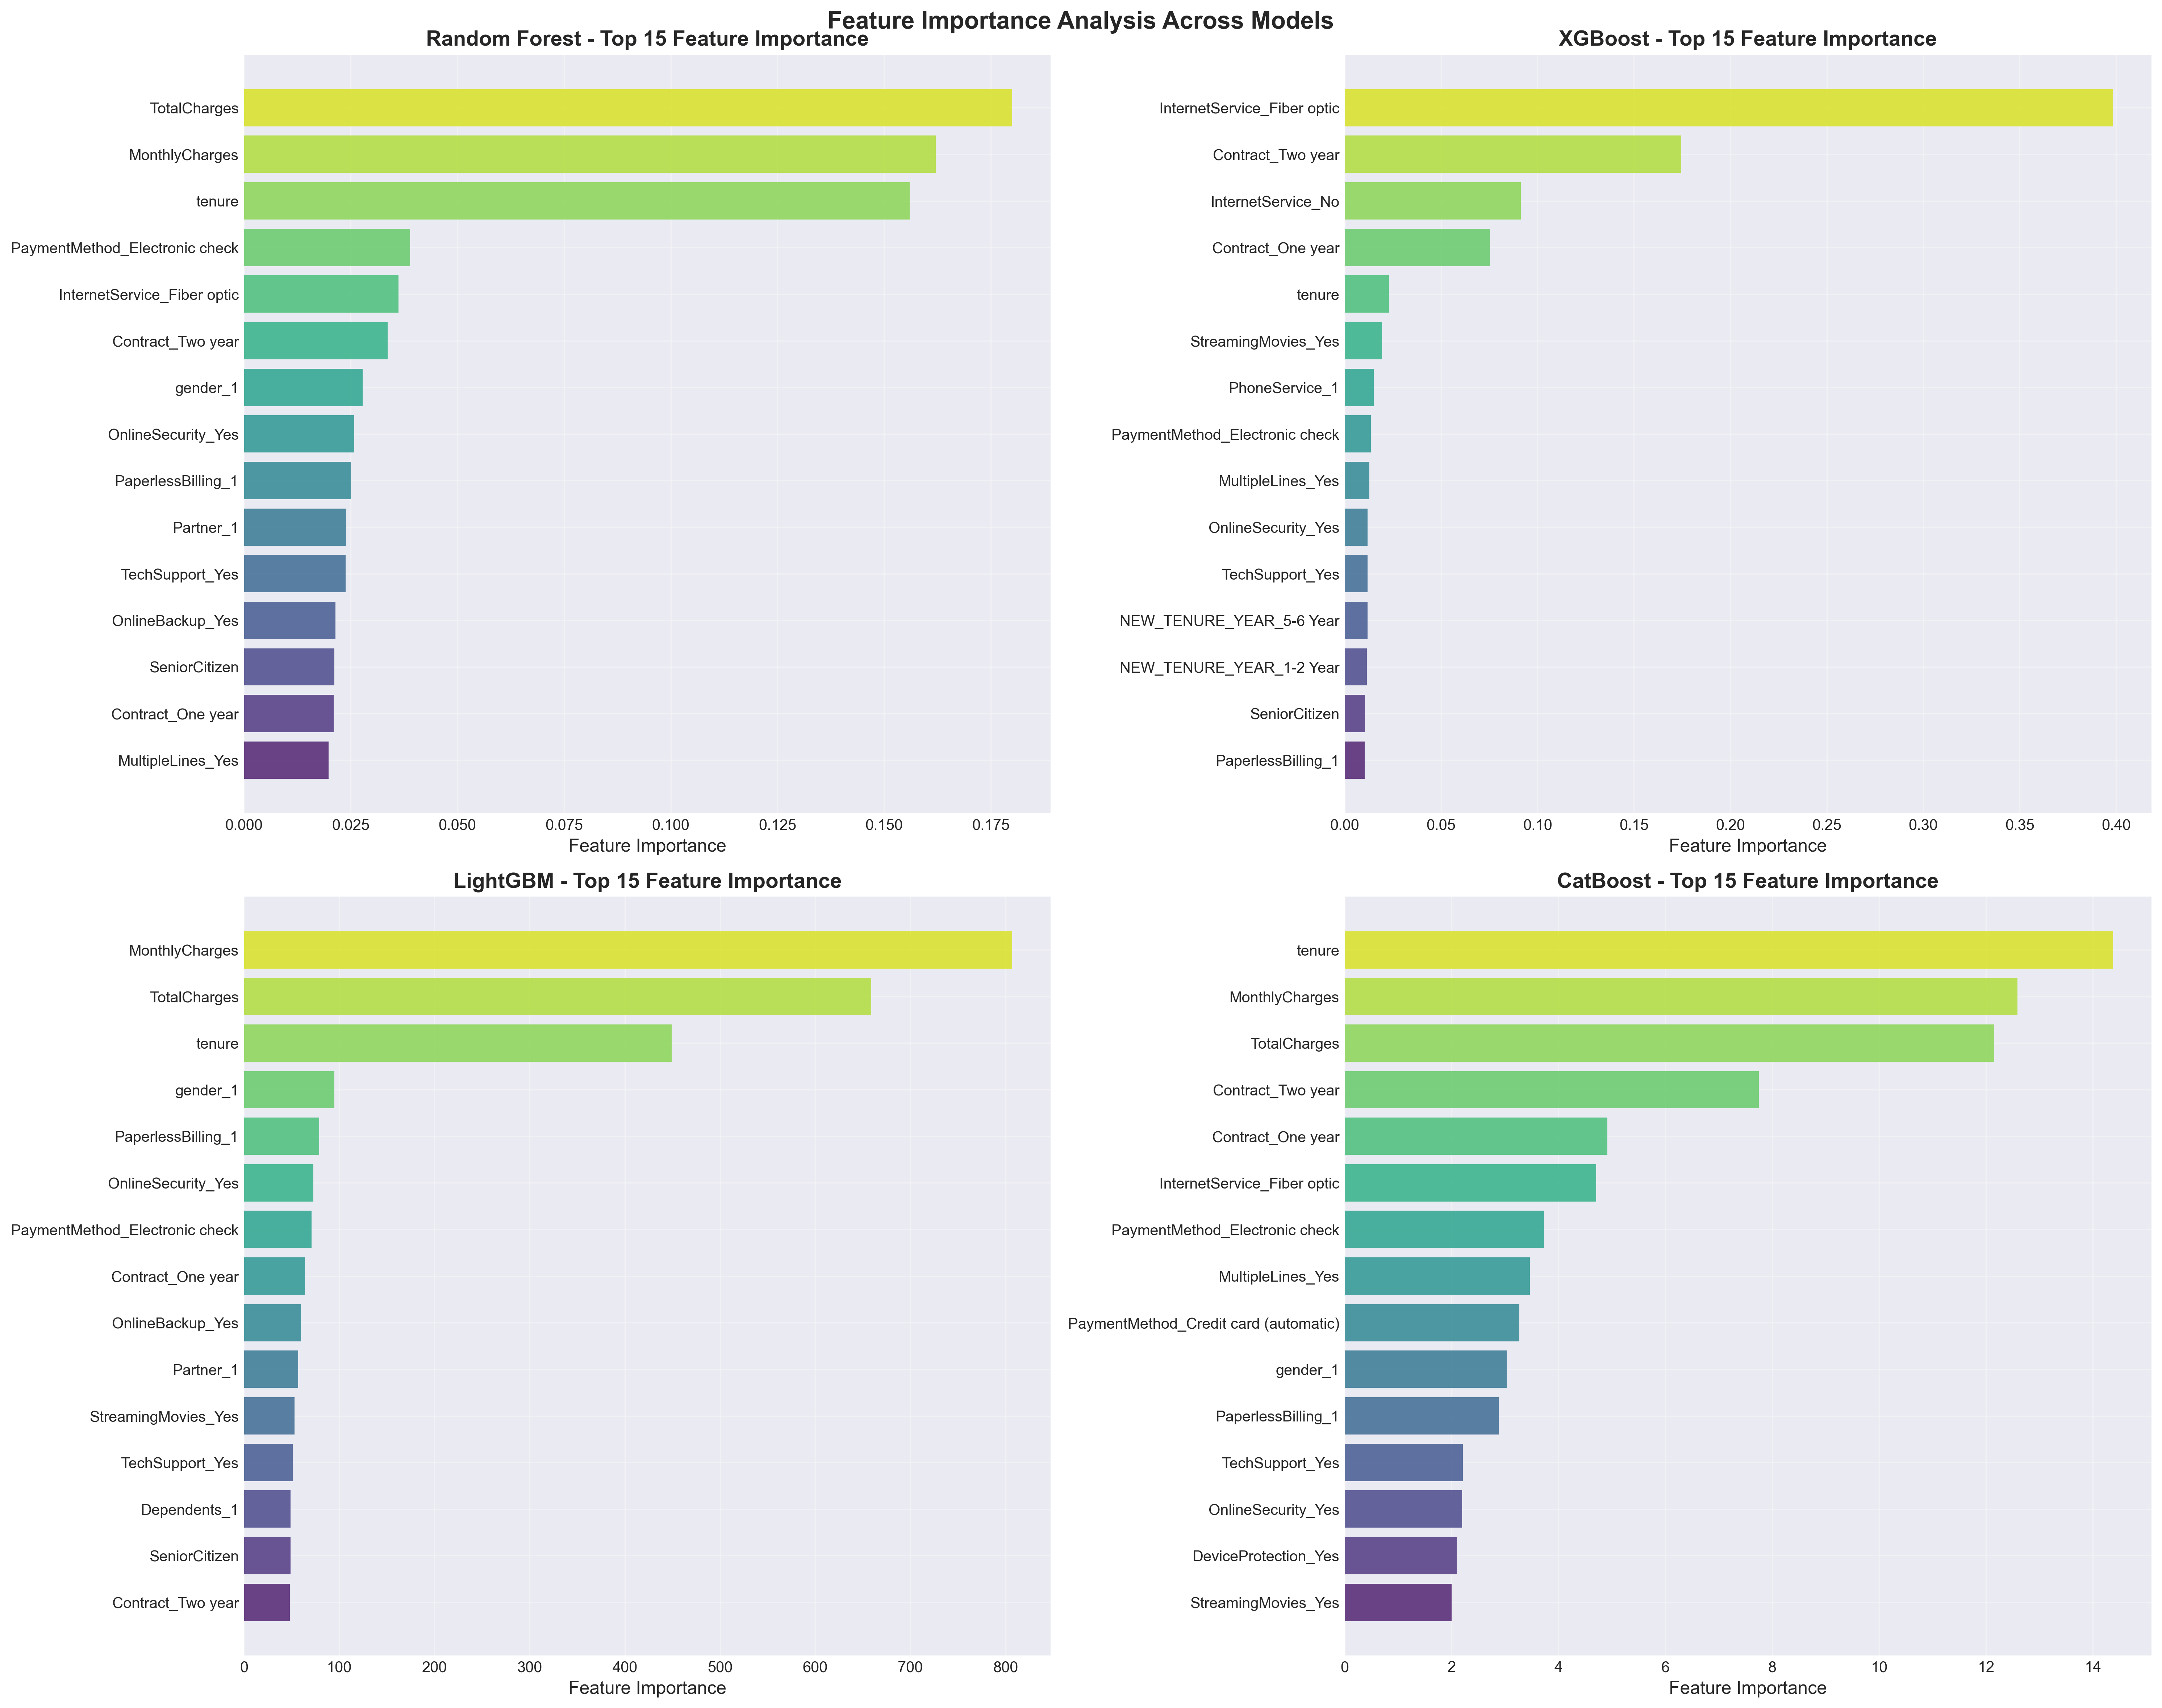 Feature Importance Analysis Across Models
Random Forest - Top 15 Feature Importance
TotalCharges
MonthlyCharges
tenure
PaymentMethod_Electronic check
InternetService_Fiber optic
Contract_Two year
gender_1
OnlineSecurity_Yes
PaperlessBilling_1
Partner_1
TechSupport_Yes
OnlineBackup_Yes
SeniorCitizen
Contract_One year
MultipleLines_Yes
0.000 0.025 0.050 0.075 0.100 0.125 0.150 0.175
Feature Importance
XGBoost - Top 15 Feature Importance
InternetService_Fiber optic
Contract_Two year
InternetService_No
Contract_One year
tenure
StreamingMovies_Yes
PhoneService_1
PaymentMethod_Electronic check
MultipleLines_Yes
OnlineSecurity_Yes
TechSupport_Yes
NEW_TENURE_YEAR_5-6 Year
NEW_TENURE_YEAR_1-2 Year
SeniorCitizen
PaperlessBilling_1
0.00 0.05 0.10 0.15 0.20 0.25 0.30 0.35 0.40
Feature Importance
LightGBM - Top 15 Feature Importance
MonthlyCharges
TotalCharges
tenure
gender_1
PaperlessBilling_1
OnlineSecurity_Yes
PaymentMethod_Electronic check
Contract_One year
OnlineBackup_Yes
Partner_1
StreamingMovies_Yes
TechSupport_Yes
Dependents_1
SeniorCitizen
Contract_Two year
0 100 200 300 400 500 600 700 800
Feature Importance
CatBoost - Top 15 Feature Importance
tenure
MonthlyCharges
TotalCharges
Contract_Two year
Contract_One year
InternetService_Fiber optic
PaymentMethod_Electronic check
MultipleLines_Yes
PaymentMethod_Credit card (automatic)
gender_1
PaperlessBilling_1
TechSupport_Yes
OnlineSecurity_Yes
DeviceProtection_Yes
StreamingMovies_Yes
0 2 4 6 8 10 12 14
Feature Importance